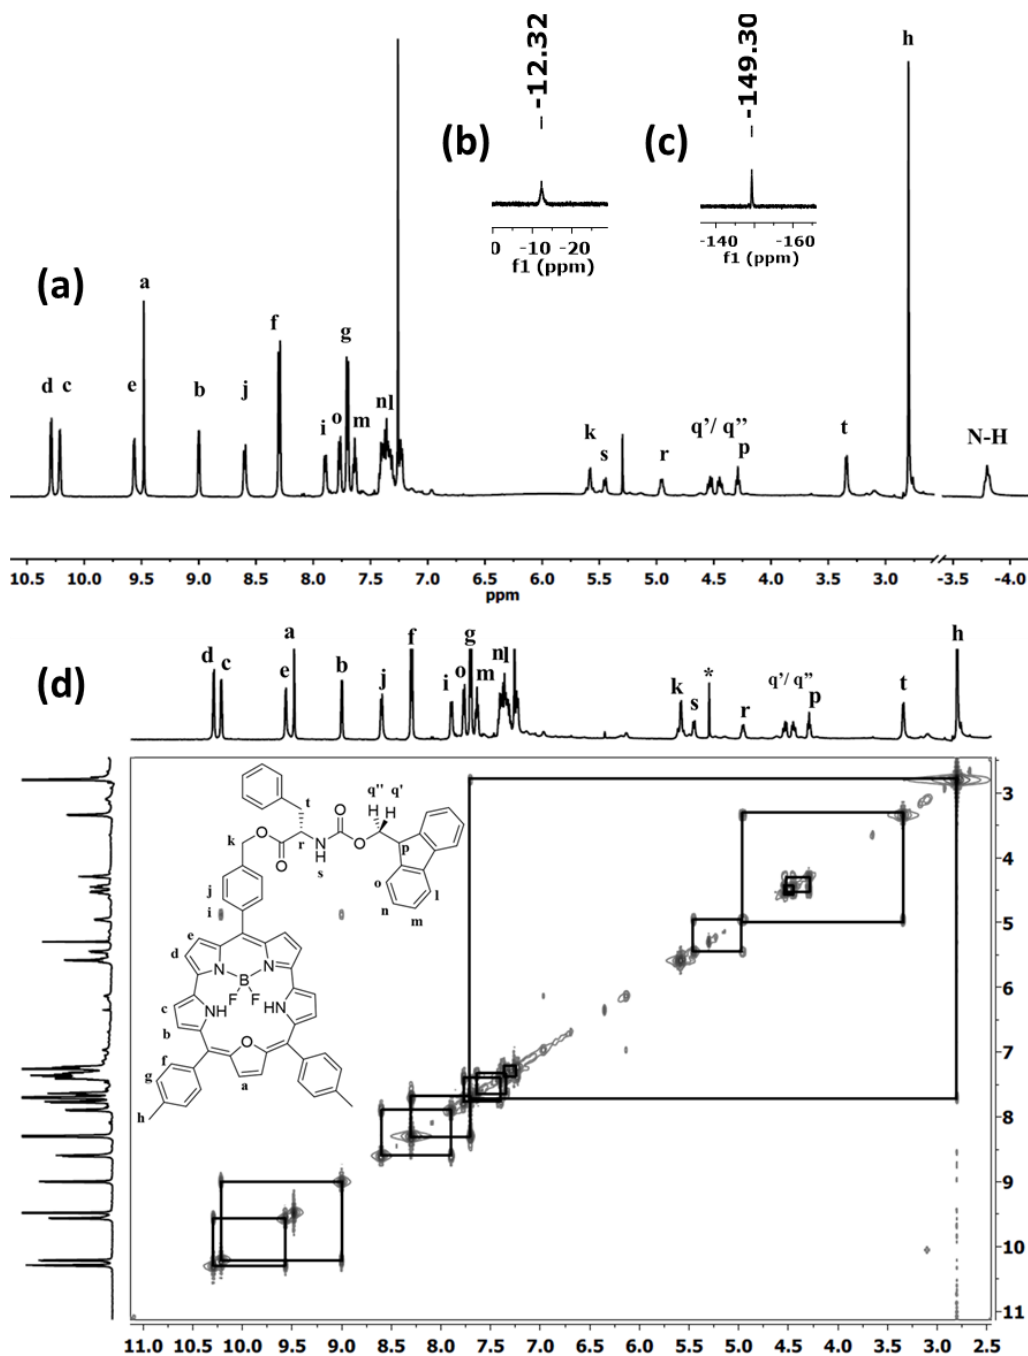 -12.32
-149.30
h
(b)
(c)
0 -10 -20
f1 (ppm)
-140 -160
f1 (ppm)
(a)
a
f
g
d c e b j i o m nl k s r q’/ q’’ p t N-H
10.5 10.0 9.5 9.0 8.5 8.0 7.5 7.0 6.5 6.0 5.5 5.0 4.5 4.0 3.5 3.0 -3.5 -4.0
ppm
(d)
d c a e b j f i o g m nl k s * r q’/ q’’ p t h
q'' q'
H H
t
O
k O r N O p
O H
s
j o l
i n m
e
d
N B N
F F
c NH HN
b
O
f
g a
h
3
4
5
6
7
8
9
10
11
11.0 10.5 10.0 9.5 9.0 8.5 8.0 7.5 7.0 6.5 6.0 5.5 5.0 4.5 4.0 3.5 3.0 2.5